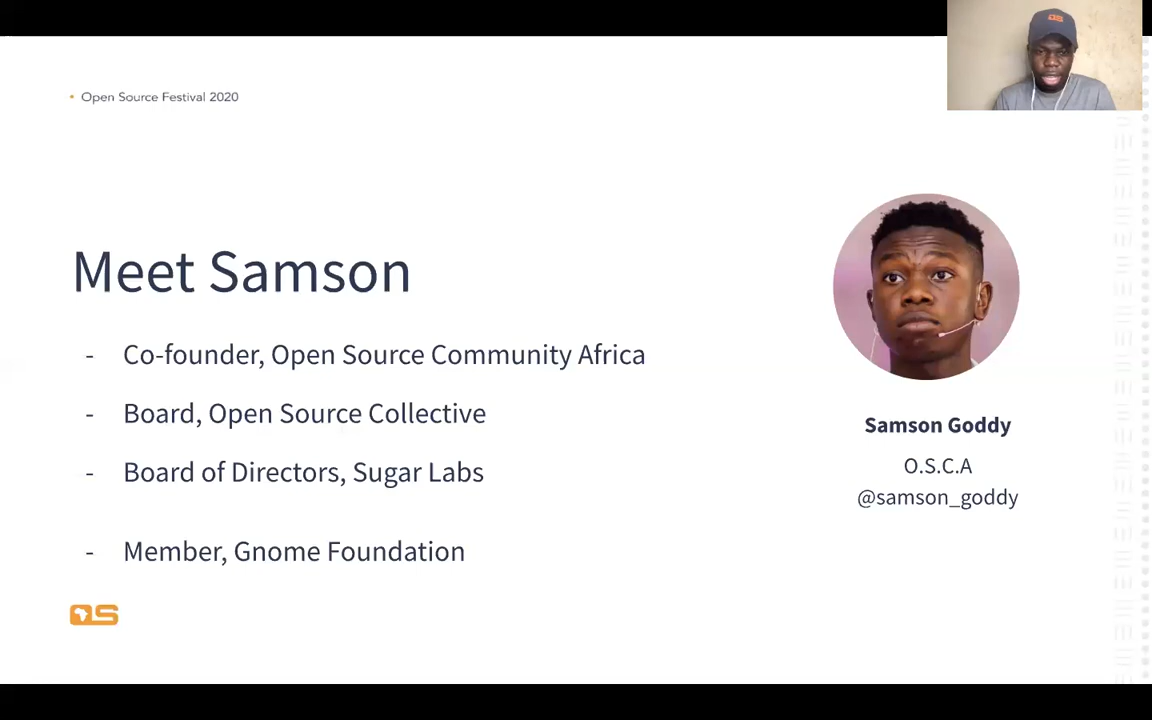 • Open Source Festival 2020
Meet Samson
- Co-founder, Open Source Community Africa
- Board, Open Source Collective
- Board of Directors, Sugar Labs
- Member, Gnome Foundation
Samson Goddy
O.S.C.A
@samson_goddy
OS